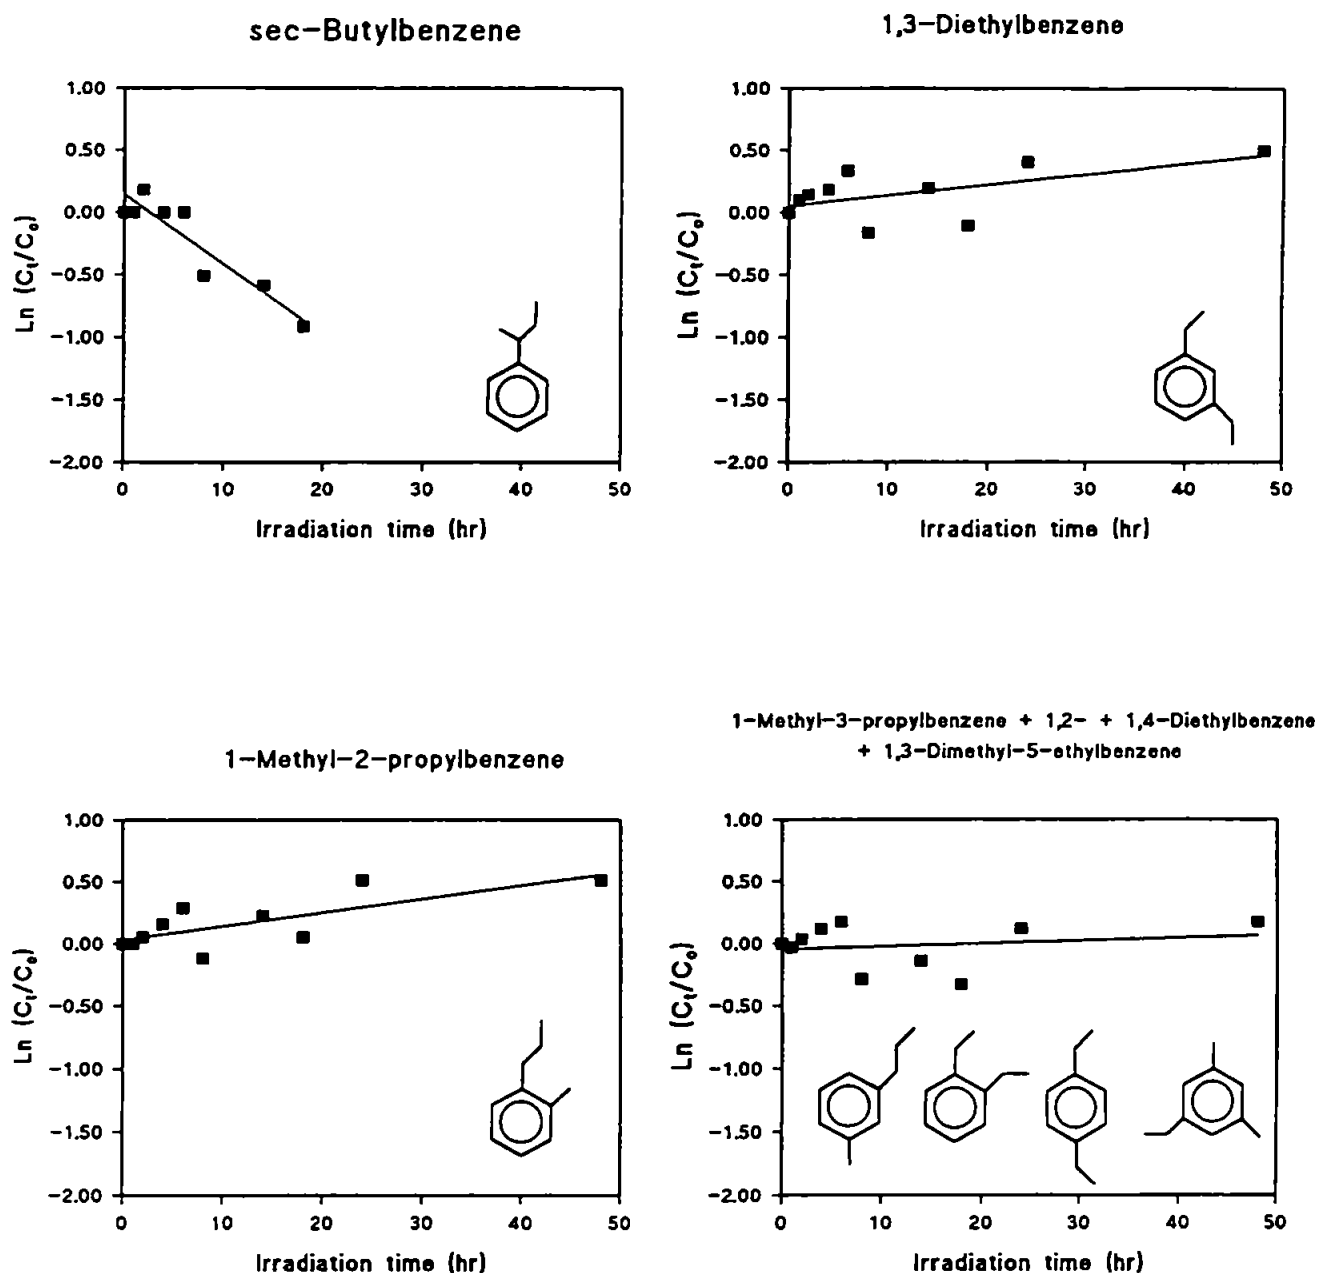 sec-Butylbenzene
1.00
0.50
0.00
-0.50
-1.00
-1.50
-2.00
Ln (Ct/Co)
0 10 20 30 40 50
Irradiation time (hr)
1,3-Diethylbenzene
1.00
0.50
0.00
-0.50
-1.00
-1.50
-2.00
Ln (Ct/Co)
0 10 20 30 40 50
Irradiation time (hr)
1-Methyl-2-propylbenzene
1.00
0.50
0.00
-0.50
-1.00
-1.50
-2.00
Ln (Ct/Co)
0 10 20 30 40 50
Irradiation time (hr)
1-Methyl-3-propylbenzene + 1,2- + 1,4-Diethylbenzene
+ 1,3-Dimethyl-5-ethylbenzene
1.00
0.50
0.00
-0.50
-1.00
-1.50
-2.00
Ln (Ct/Co)
0 10 20 30 40 50
Irradiation time (hr)